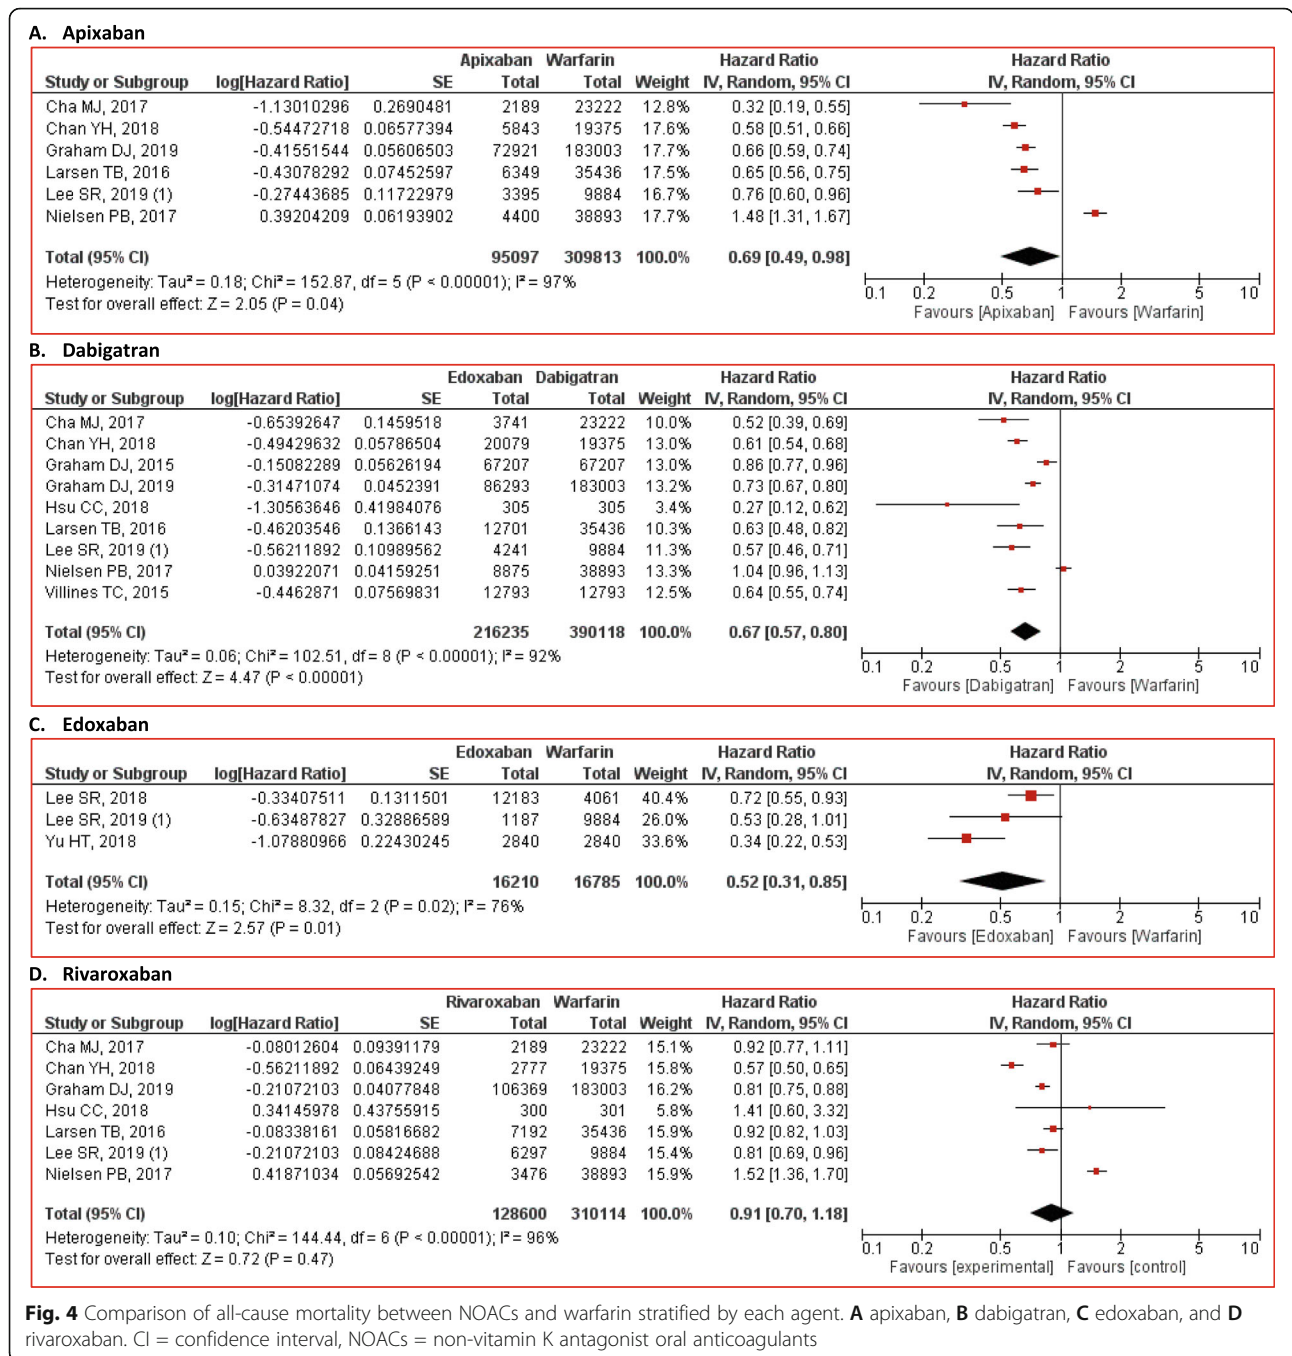 A. Apixaban
Apixaban Warfarin Hazard Ratio Hazard Ratio
Study or Subgroup log[Hazard Ratio] SE Total Total Weight IV, Random, 95% CI IV, Random, 95% CI
Cha MJ, 2017 -1.13010296 0.2690481 2189 23222 12.8% 0.32 [0.19, 0.55]
Chan YH, 2018 -0.54472718 0.06577394 5843 19375 17.6% 0.58 [0.51, 0.66]
Graham DJ, 2019 -0.41551544 0.05606503 72921 183003 17.7% 0.66 [0.59, 0.74]
Larsen TB, 2016 -0.43078292 0.07452597 6349 35436 17.5% 0.65 [0.56, 0.75]
Lee SR, 2019 (1) -0.27443685 0.11722979 3395 9884 16.7% 0.76 [0.60, 0.96]
Nielsen PB, 2017 0.39204209 0.06193902 4400 38893 17.7% 1.48 [1.31, 1.67]
Total (95% CI) 95097 309813 100.0% 0.69 [0.49, 0.98]
Heterogeneity: Tau² = 0.18; Chi² = 152.87, df = 5 (P < 0.00001); I² = 97%
Test for overall effect: Z = 2.05 (P = 0.04)
0.1 0.2 0.5 1 2 5 10
Favours [Apixaban] Favours [Warfarin]
B. Dabigatran
Edoxaban Dabigatran Hazard Ratio Hazard Ratio
Study or Subgroup log[Hazard Ratio] SE Total Total Weight IV, Random, 95% CI IV, Random, 95% CI
Cha MJ, 2017 -0.65392647 0.1459518 3741 23222 10.0% 0.52 [0.39, 0.69]
Chan YH, 2018 -0.49429632 0.05786504 20079 19375 13.0% 0.61 [0.54, 0.68]
Graham DJ, 2015 -0.15082289 0.05626194 67207 67207 13.0% 0.86 [0.77, 0.96]
Graham DJ, 2019 -0.31471074 0.0452391 86293 183003 13.2% 0.73 [0.67, 0.80]
Hsu CC, 2018 -1.30563646 0.41984076 305 305 3.4% 0.27 [0.12, 0.62]
Larsen TB, 2016 -0.46203546 0.1366143 12701 35436 10.3% 0.63 [0.48, 0.82]
Lee SR, 2019 (1) -0.56211892 0.10989562 4241 9884 11.3% 0.57 [0.46, 0.71]
Nielsen PB, 2017 0.03922071 0.04159251 8875 38893 13.3% 1.04 [0.96, 1.13]
Villines TC, 2015 -0.4462871 0.07569831 12793 12793 12.5% 0.64 [0.55, 0.74]
Total (95% CI) 216235 390118 100.0% 0.67 [0.57, 0.80]
Heterogeneity: Tau² = 0.06; Chi² = 102.51, df = 8 (P < 0.00001); I² = 92%
Test for overall effect: Z = 4.47 (P < 0.00001)
0.1 0.2 0.5 1 2 5 10
Favours [Dabigatran] Favours [Warfarin]
C. Edoxaban
Edoxaban Warfarin Hazard Ratio Hazard Ratio
Study or Subgroup log[Hazard Ratio] SE Total Total Weight IV, Random, 95% CI IV, Random, 95% CI
Lee SR, 2018 -0.33407511 0.1311501 12183 4061 40.4% 0.72 [0.55, 0.93]
Lee SR, 2019 (1) -0.63487827 0.32886589 1187 9884 26.0% 0.53 [0.28, 1.01]
Yu HT, 2018 -1.07880966 0.22430245 2840 2840 33.6% 0.34 [0.22, 0.53]
Total (95% CI) 16210 16785 100.0% 0.52 [0.31, 0.85]
Heterogeneity: Tau² = 0.15; Chi² = 8.32, df = 2 (P = 0.02); I² = 76%
Test for overall effect: Z = 2.57 (P = 0.01)
0.1 0.2 0.5 1 2 5 10
Favours [Edoxaban] Favours [Warfarin]
D. Rivaroxaban
Rivaroxaban Warfarin Hazard Ratio Hazard Ratio
Study or Subgroup log[Hazard Ratio] SE Total Total Weight IV, Random, 95% CI IV, Random, 95% CI
Cha MJ, 2017 -0.08012604 0.09391179 2189 23222 15.1% 0.92 [0.77, 1.11]
Chan YH, 2018 -0.56211892 0.06439249 2777 19375 15.8% 0.57 [0.50, 0.65]
Graham DJ, 2019 -0.21072103 0.04077848 106369 183003 16.2% 0.81 [0.75, 0.88]
Hsu CC, 2018 0.34145978 0.43755915 300 301 5.8% 1.41 [0.60, 3.32]
Larsen TB, 2016 -0.08338161 0.05816682 7192 35436 15.9% 0.92 [0.82, 1.03]
Lee SR, 2019 (1) -0.21072103 0.08424688 6297 9884 15.4% 0.81 [0.69, 0.96]
Nielsen PB, 2017 0.41871034 0.05692542 3476 38893 15.9% 1.52 [1.36, 1.70]
Total (95% CI) 128600 310114 100.0% 0.91 [0.70, 1.18]
Heterogeneity: Tau² = 0.10; Chi² = 144.44, df = 6 (P < 0.00001); I² = 96%
Test for overall effect: Z = 0.72 (P = 0.47)
0.1 0.2 0.5 1 2 5 10
Favours [experimental] Favours [control]
Fig. 4 Comparison of all-cause mortality between NOACs and warfarin stratified by each agent. A apixaban, B dabigatran, C edoxaban, and D
rivaroxaban. CI = confidence interval, NOACs = non-vitamin K antagonist oral anticoagulants